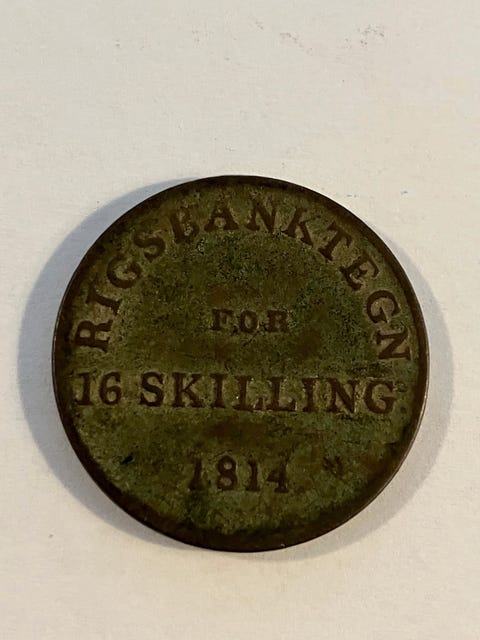 RIGSBANKTEGN
FOR
16 SKILLING
1814